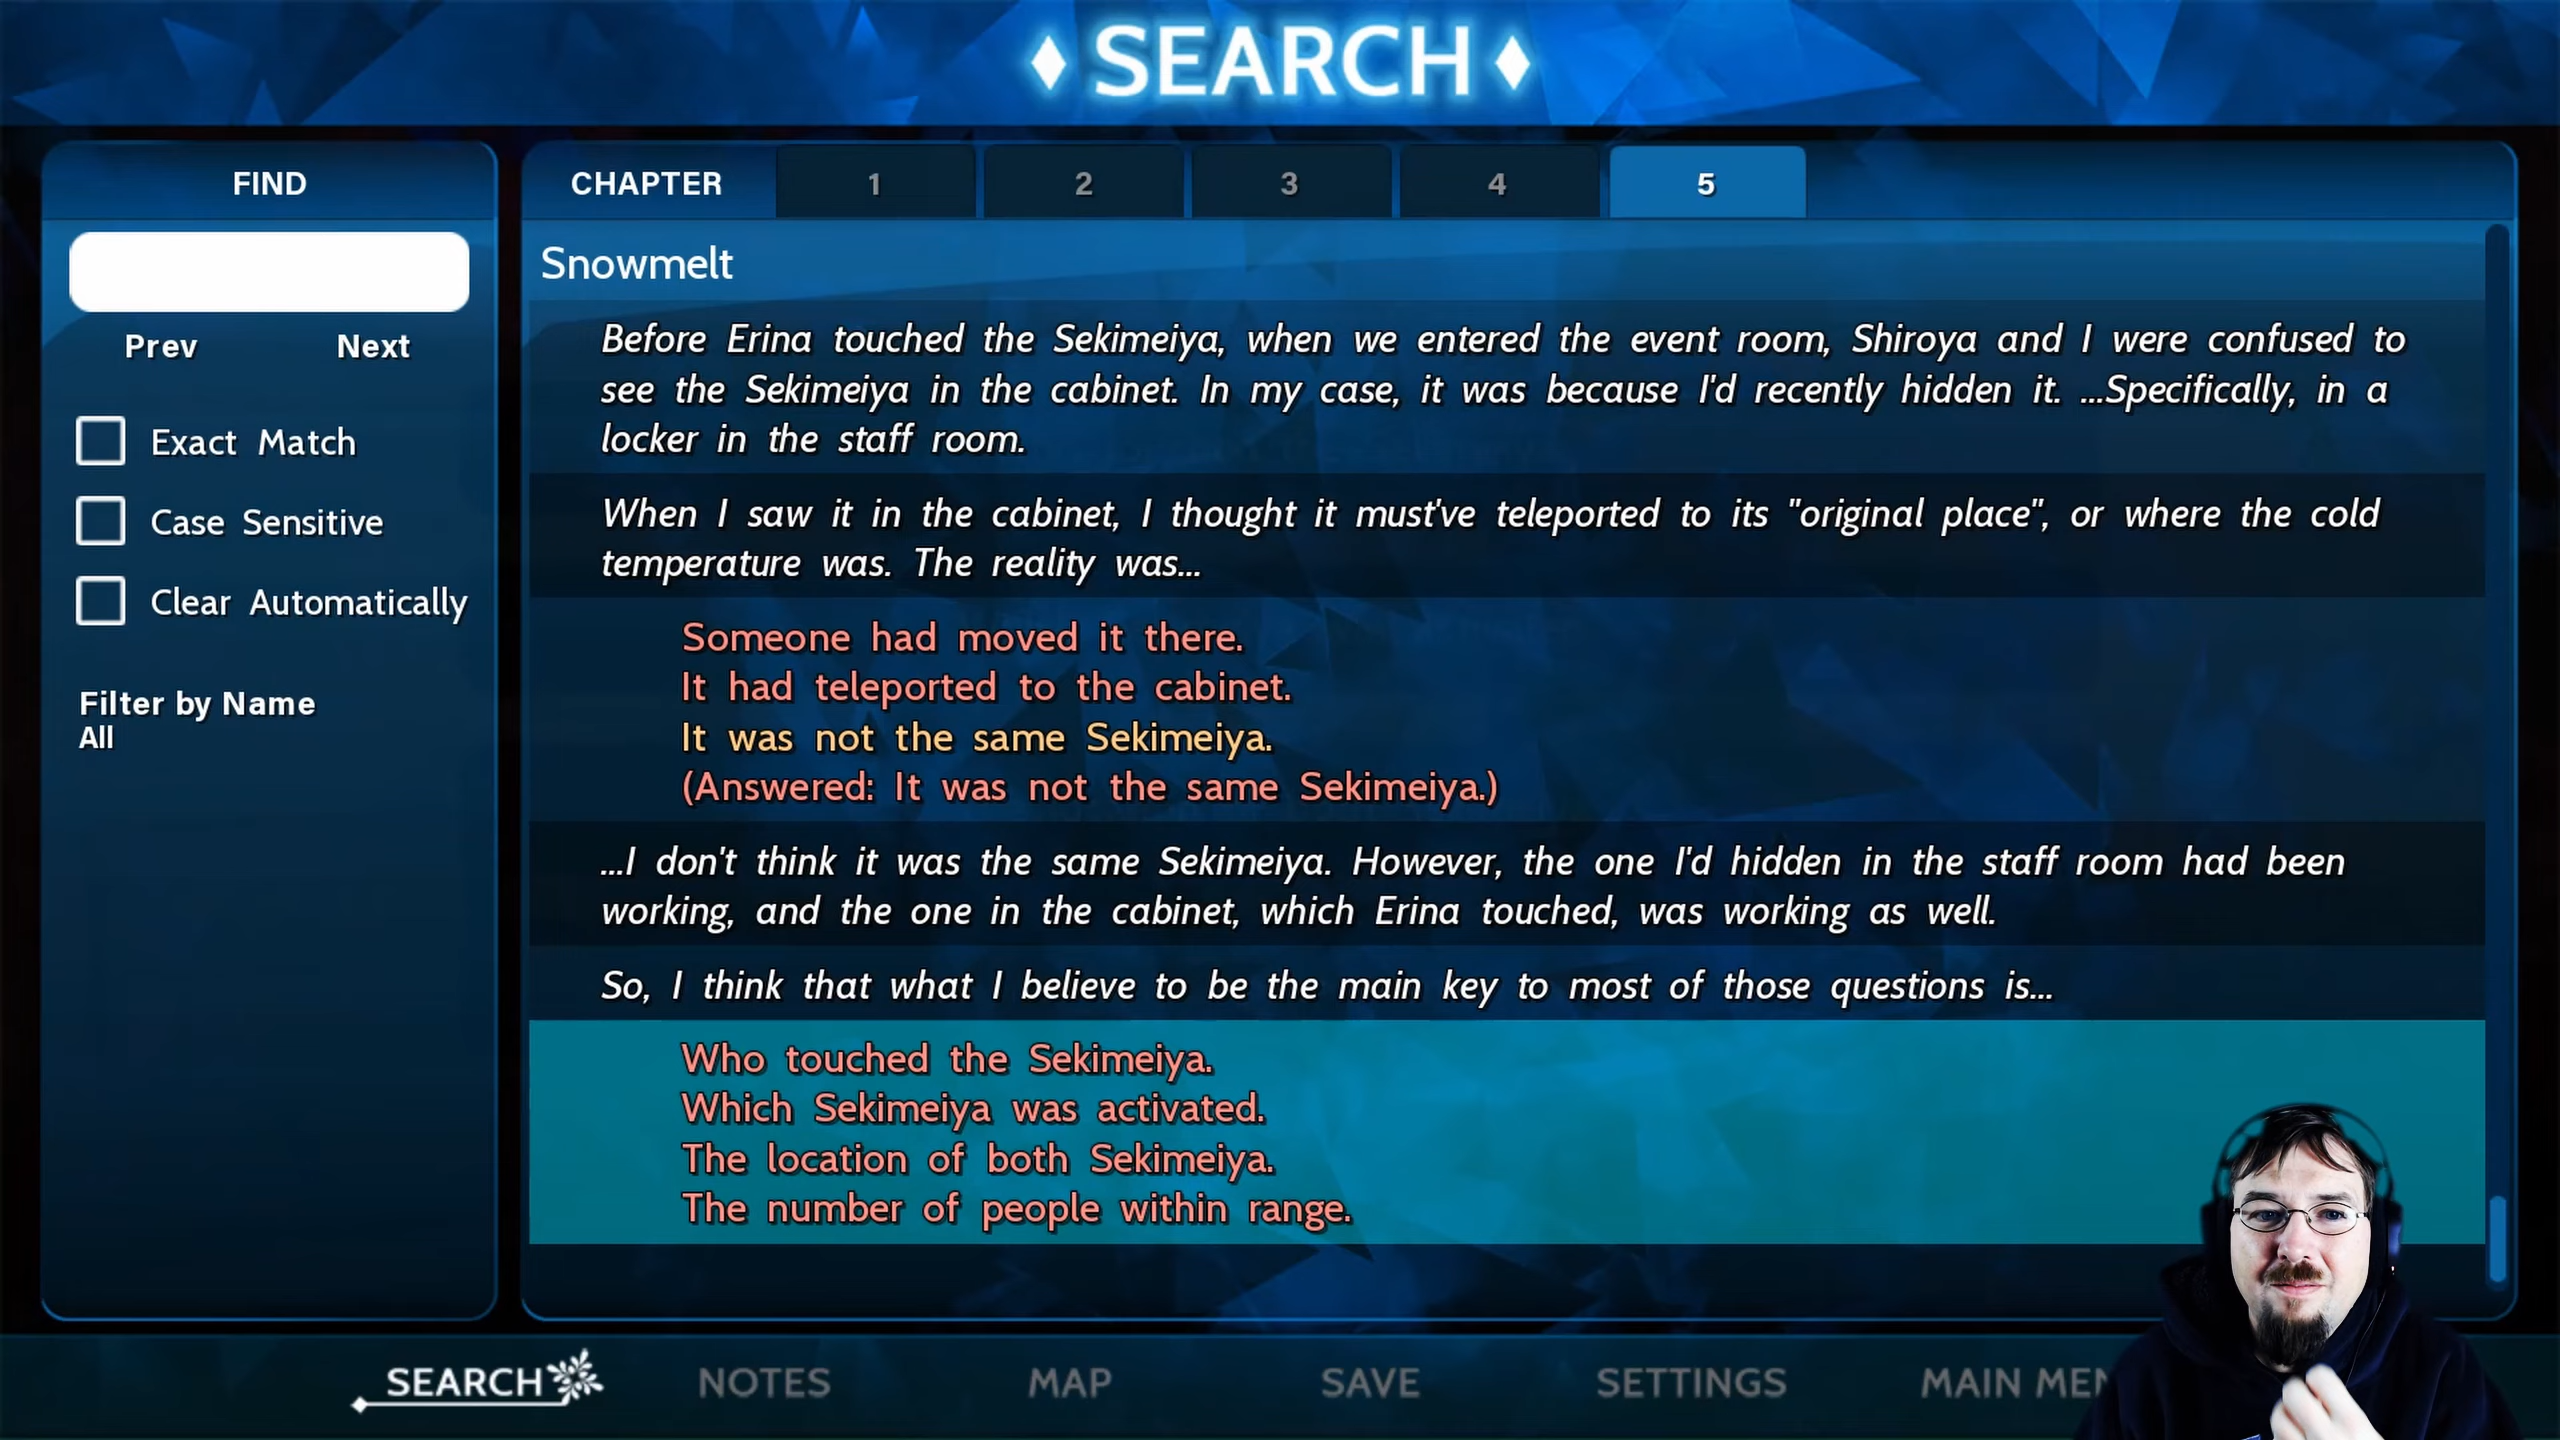 SEARCH
FIND
Prev Next
Exact Match
Case Sensitive
Clear Automatically
Filter by Name
All
CHAPTER 1 2 3 4 5
Snowmelt
Before Erina touched the Sekimeiya, when we entered the event room, Shiroya and I were confused to
see the Sekimeiya in the cabinet. In my case, it was because I'd recently hidden it. ...Specifically, in a
locker in the staff room.
When I saw it in the cabinet, I thought it must've teleported to its "original place", or where the cold
temperature was. The reality was...
Someone had moved it there.
It had teleported to the cabinet.
It was not the same Sekimeiya.
(Answered: It was not the same Sekimeiya.)
...I don't think it was the same Sekimeiya. However, the one I'd hidden in the staff room had been
working, and the one in the cabinet, which Erina touched, was working as well.
So, I think that what I believe to be the main key to most of those questions is...
Who touched the Sekimeiya.
Which Sekimeiya was activated.
The location of both Sekimeiya.
The number of people within range.
SEARCH NOTES MAP SAVE SETTINGS MAIN MEN